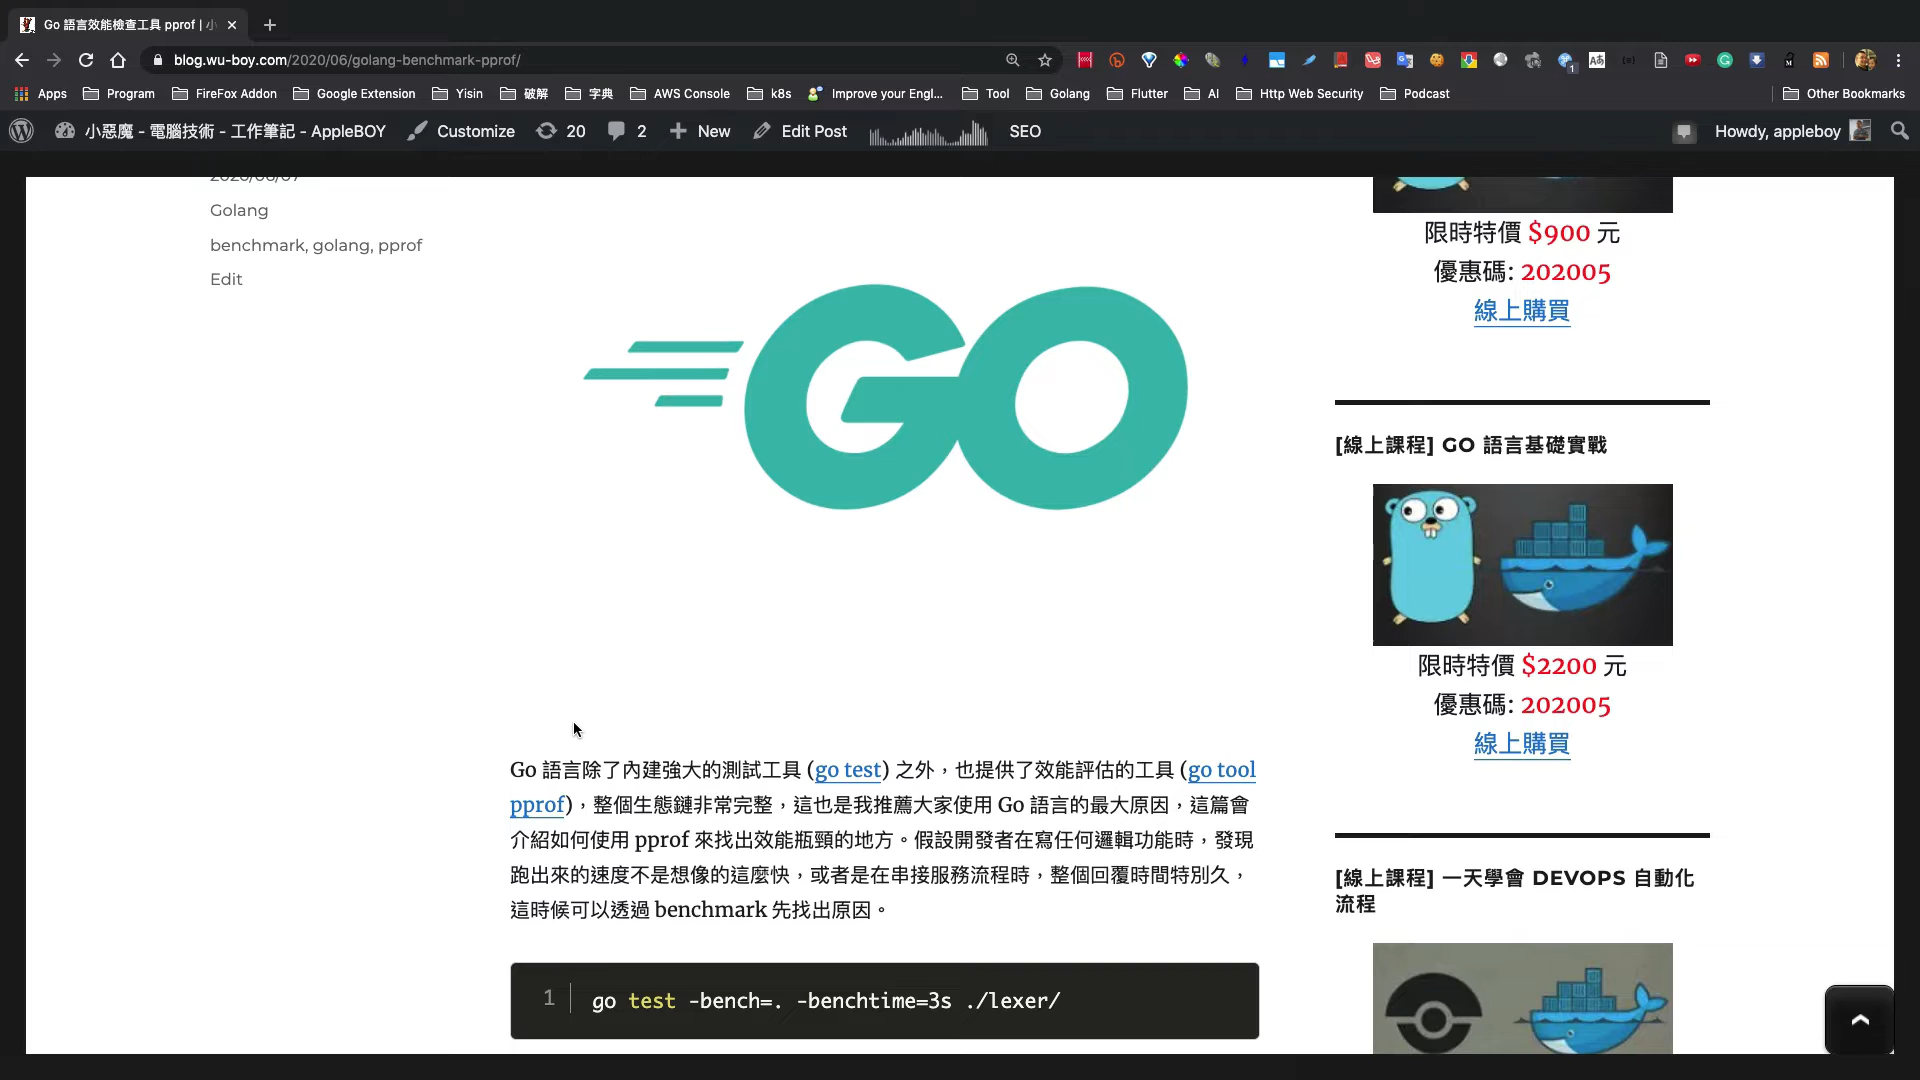 Go 語言效能檢查工具 pprof |
blog.wu-boy.com/2020/06/golang-benchmark-pprof/
Apps Program FireFox Addon Google Extension Yisin 破解 字典 AWS Console k8s Improve your Engl... Tool Golang Flutter AI Http Web Security Podcast Other Bookmarks
小惡魔 - 電腦技術 - 工作筆記 - AppleBOY Customize 20 2 New Edit Post SEO Howdy, appleboy
Golang
benchmark, golang, pprof
Edit
GO
Go 語言除了內建強大的測試工具 (go test) 之外，也提供了效能評估的工具 (go tool
pprof)，整個生態鏈非常完整，這也是我推薦大家使用 Go 語言的最大原因，這篇會
介紹如何使用 pprof 來找出效能瓶頸的地方。假設開發者在寫任何邏輯功能時，發現
跑出來的速度不是想像的這麼快，或者是在串接服務流程時，整個回覆時間特別久，
這時候可以透過 benchmark 先找出原因。
1 go test -bench=. -benchtime=3s ./lexer/
限時特價 $900 元
優惠碼: 202005
線上購買
[線上課程] GO 語言基礎實戰
限時特價 $2200 元
優惠碼: 202005
線上購買
[線上課程] 一天學會 DEVOPS 自動化
流程